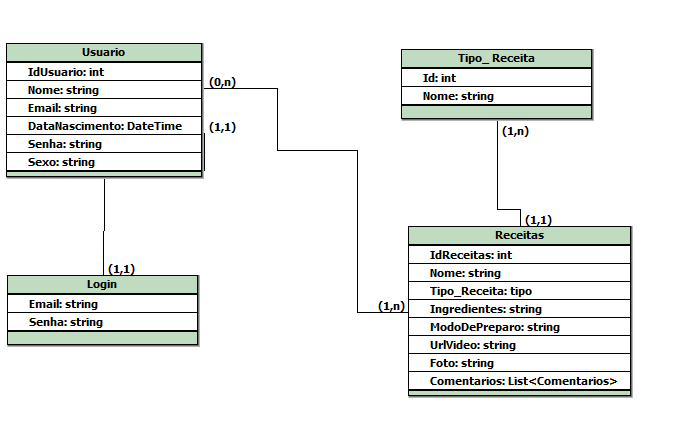 Usuario
IdUsuario: int
Nome: string
Email: string
DataNascimento: DateTime
Senha: string
Sexo: string
(0,n)
(1,1)
(1,1)
Login
Email: string
Senha: string
Tipo_ Receita
Id: int
Nome: string
(1,n)
(1,1)
Receitas
IdReceitas: int
Nome: string
Tipo_Receita: tipo
(1,n)
Ingredientes: string
ModoDePreparo: string
UrlVideo: string
Foto: string
Comentarios: List<Comentarios>